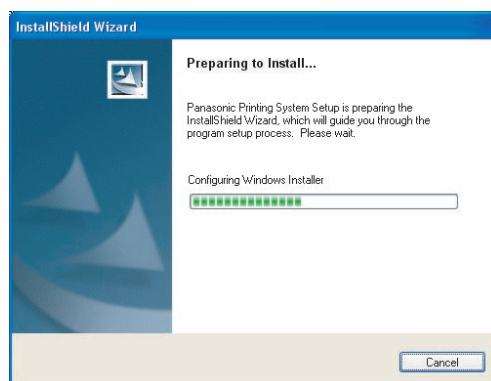 InstallShield Wizard
Preparing to Install...
Panasonic Printing System Setup is preparing the
InstallShield Wizard, which will guide you through the
program setup process. Please wait.
Configuring Windows Installer
Cancel